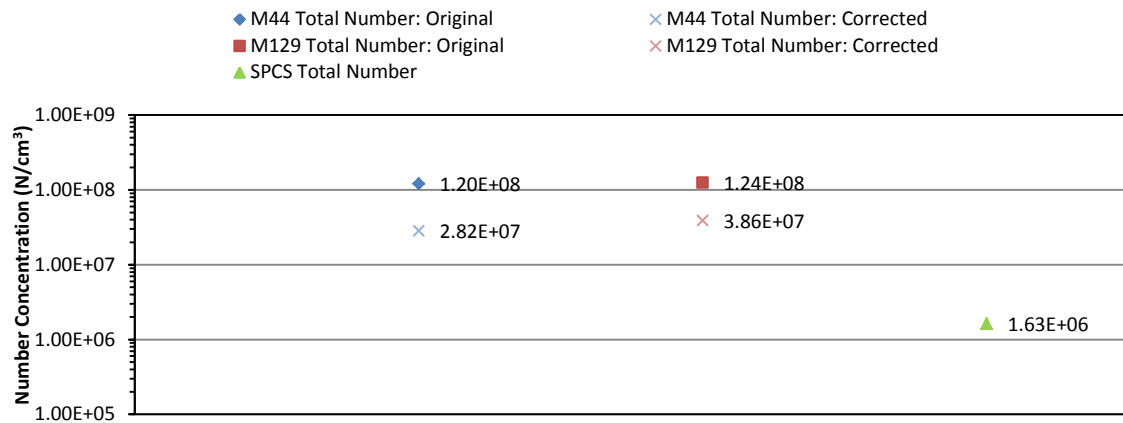 M44 Total Number: Original
M44 Total Number: Corrected
M129 Total Number: Original
M129 Total Number: Corrected
SPCS Total Number
Number Concentration (N/cm³)
1.00E+09
1.00E+08
1.00E+07
1.00E+06
1.00E+05
1.20E+08
1.24E+08
2.82E+07
3.86E+07
1.63E+06